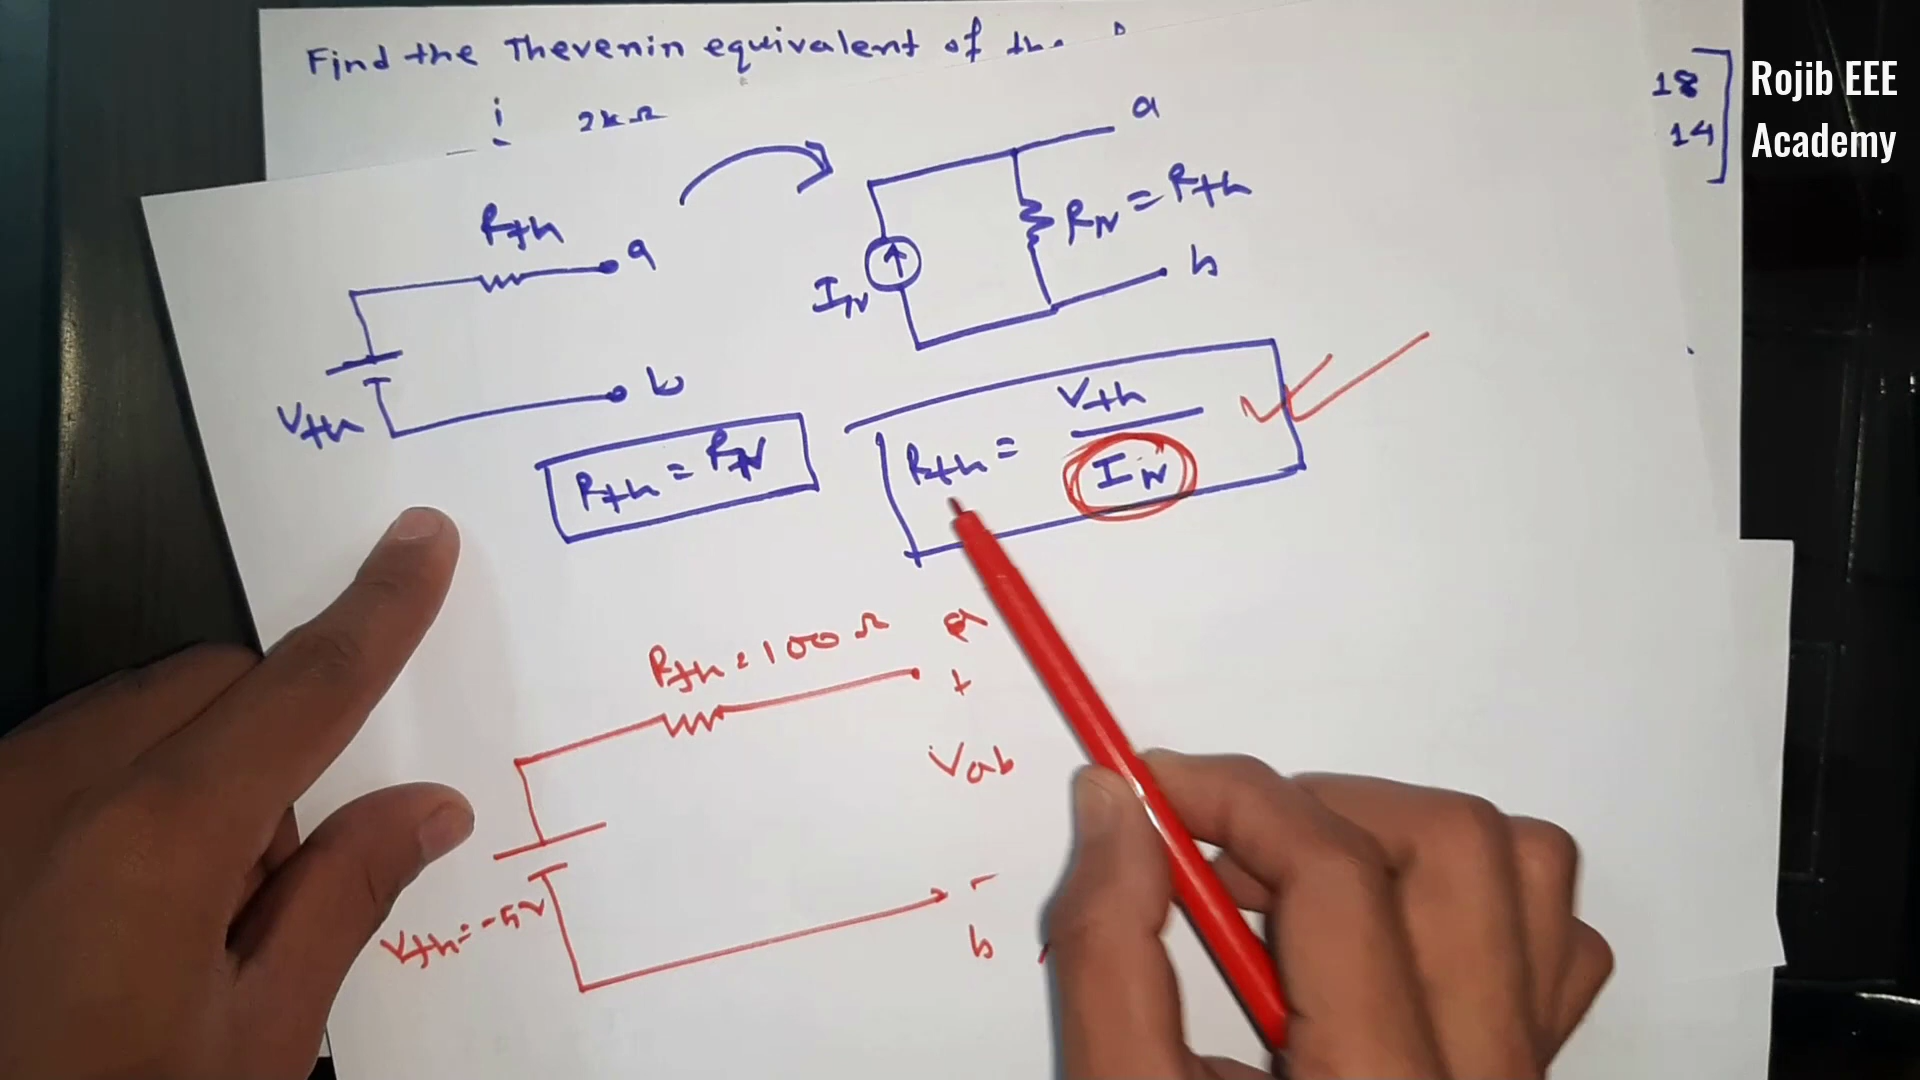 Find the Thevenin equivalent of
i 2kΩ
18
14
Rojib EEE
Academy
Rth
a
Vth
b
a
RN = Rth
IN
b
Rth = RN
Rth = Vth
IN
Rth = 100Ω
a
+
Vab
-
b
Vth = -5V